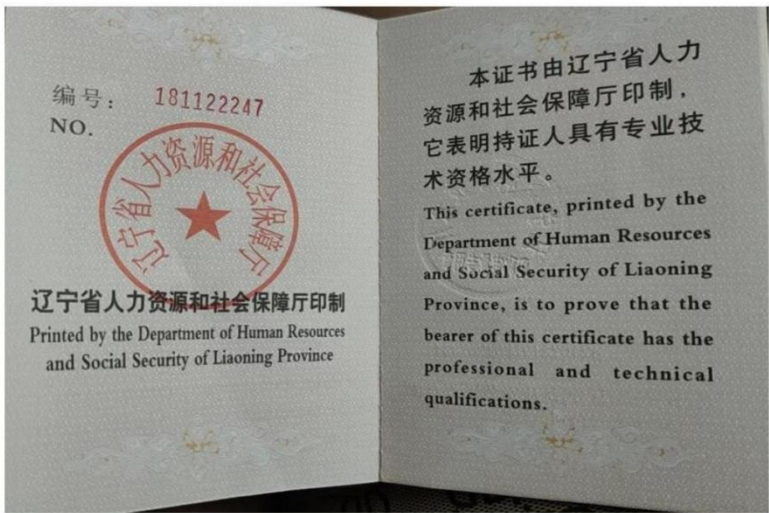 编号: 181122247
NO.
辽宁省人力资源和社会保障厅
辽宁省人力资源和社会保障厅印制
Printed by the Department of Human Resources
and Social Security of Liaoning Province
本证书由辽宁省人力
资源和社会保障厅印制,
它表明持证人具有专业技
术资格水平。
This certificate, printed by the
Department of Human Resources
and Social Security of Liaoning
Province, is to prove that the
bearer of this certificate has the
professional and technical
qualifications.